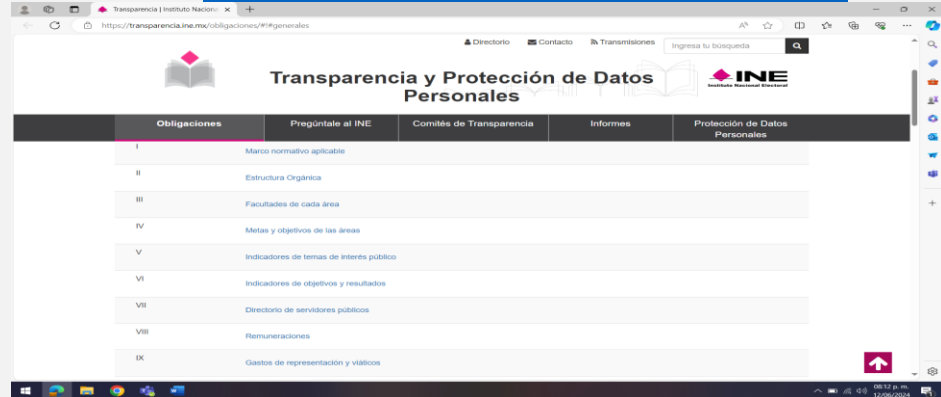 Transparencia | Instituto Naciona
https://transparencia.ine.mx/obligaciones/#!#generales
Directorio Contacto Transmisiones Ingresa tu búsqueda
Transparencia y Protección de Datos
Personales
INE
Instituto Nacional Electoral
Obligaciones Pregúntale al INE Comités de Transparencia Informes Protección de Datos
Personales
I Marco normativo aplicable
II Estructura Orgánica
III Facultades de cada área
IV Metas y objetivos de las áreas
V Indicadores de temas de interés público
VI Indicadores de objetivos y resultados
VII Directorio de servidores públicos
VIII Remuneraciones
IX Gastos de representación y viáticos
08:12 p. m.
12/06/2024